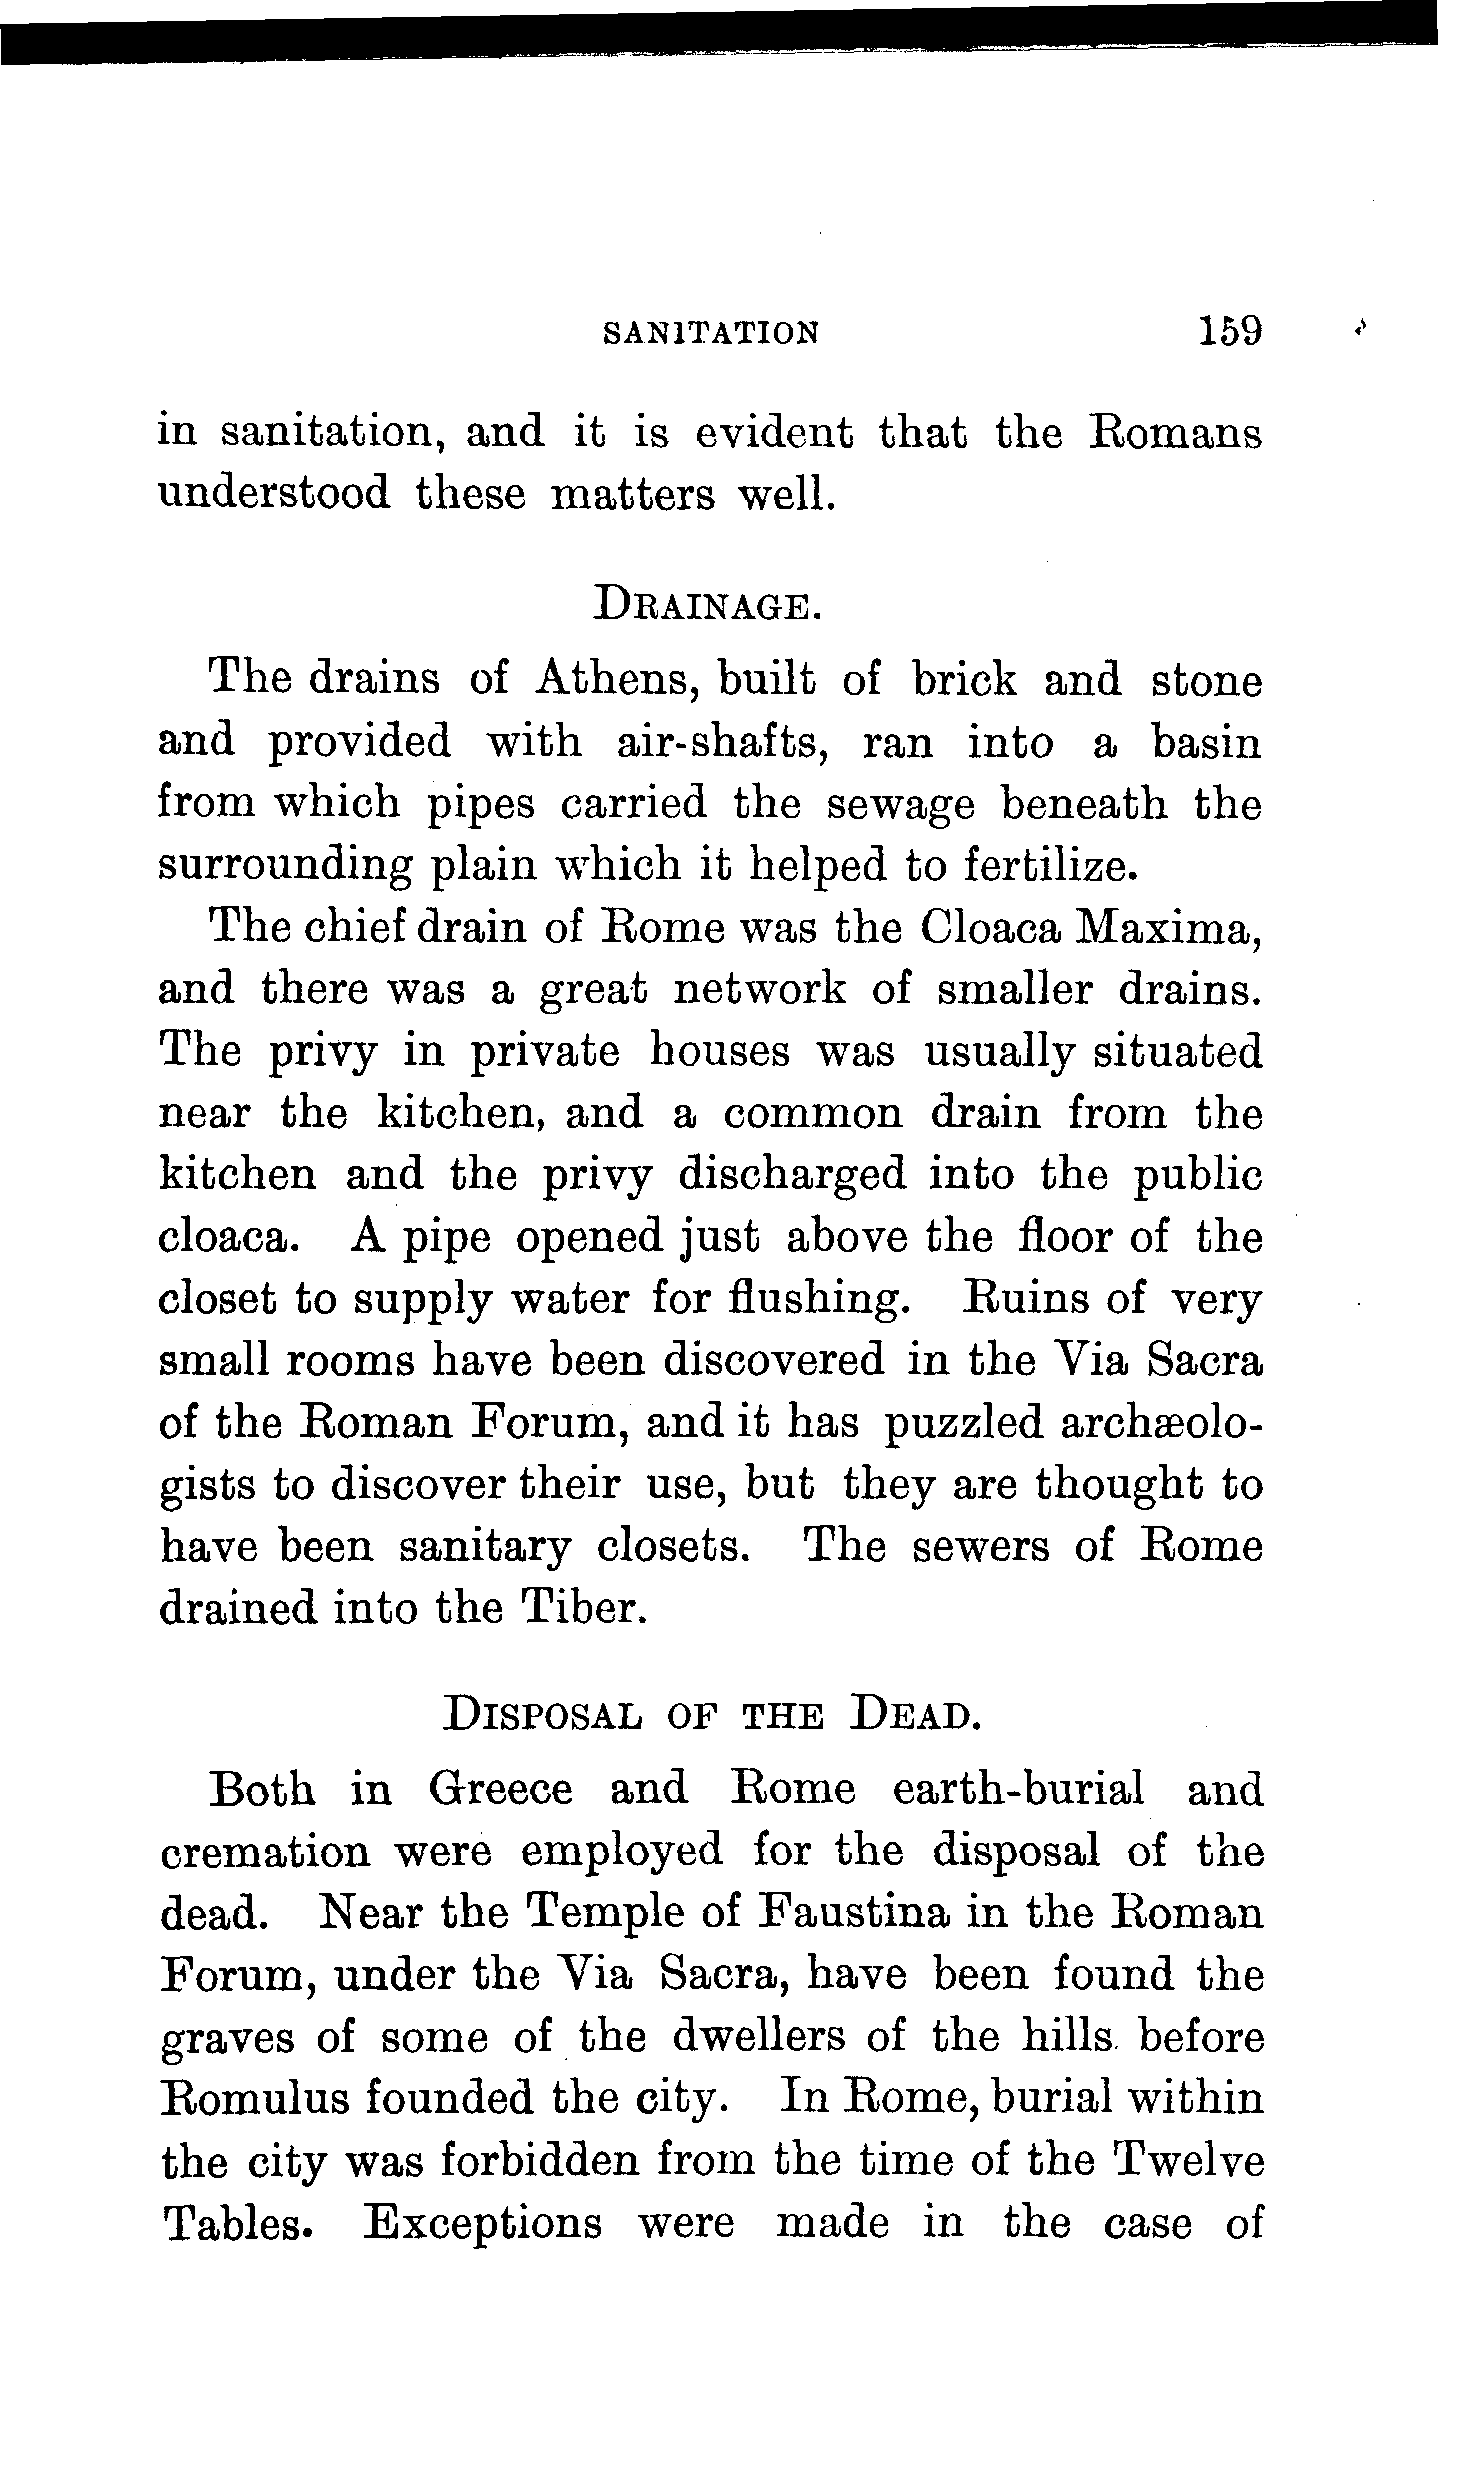 SANITATION 159
in sanitation, and it is evident that the Romans
understood these matters well.
DRAINAGE.
The drains of Athens, built of brick and stone
and provided with air-shafts, ran into a basin
from which pipes carried the sewage beneath the
surrounding plain which it helped to fertilize.
The chief drain of Rome was the Cloaca Maxima,
and there was a great network of smaller drains.
The privy in private houses was usually situated
near the kitchen, and a common drain from the
kitchen and the privy discharged into the public
cloaca. A pipe opened just above the floor of the
closet to supply water for flushing. Ruins of very
small rooms have been discovered in the Via Sacra
of the Roman Forum, and it has puzzled archæolo-
gists to discover their use, but they are thought to
have been sanitary closets. The sewers of Rome
drained into the Tiber.
DISPOSAL OF THE DEAD.
Both in Greece and Rome earth-burial and
cremation were employed for the disposal of the
dead. Near the Temple of Faustina in the Roman
Forum, under the Via Sacra, have been found the
graves of some of the dwellers of the hills before
Romulus founded the city. In Rome, burial within
the city was forbidden from the time of the Twelve
Tables. Exceptions were made in the case of